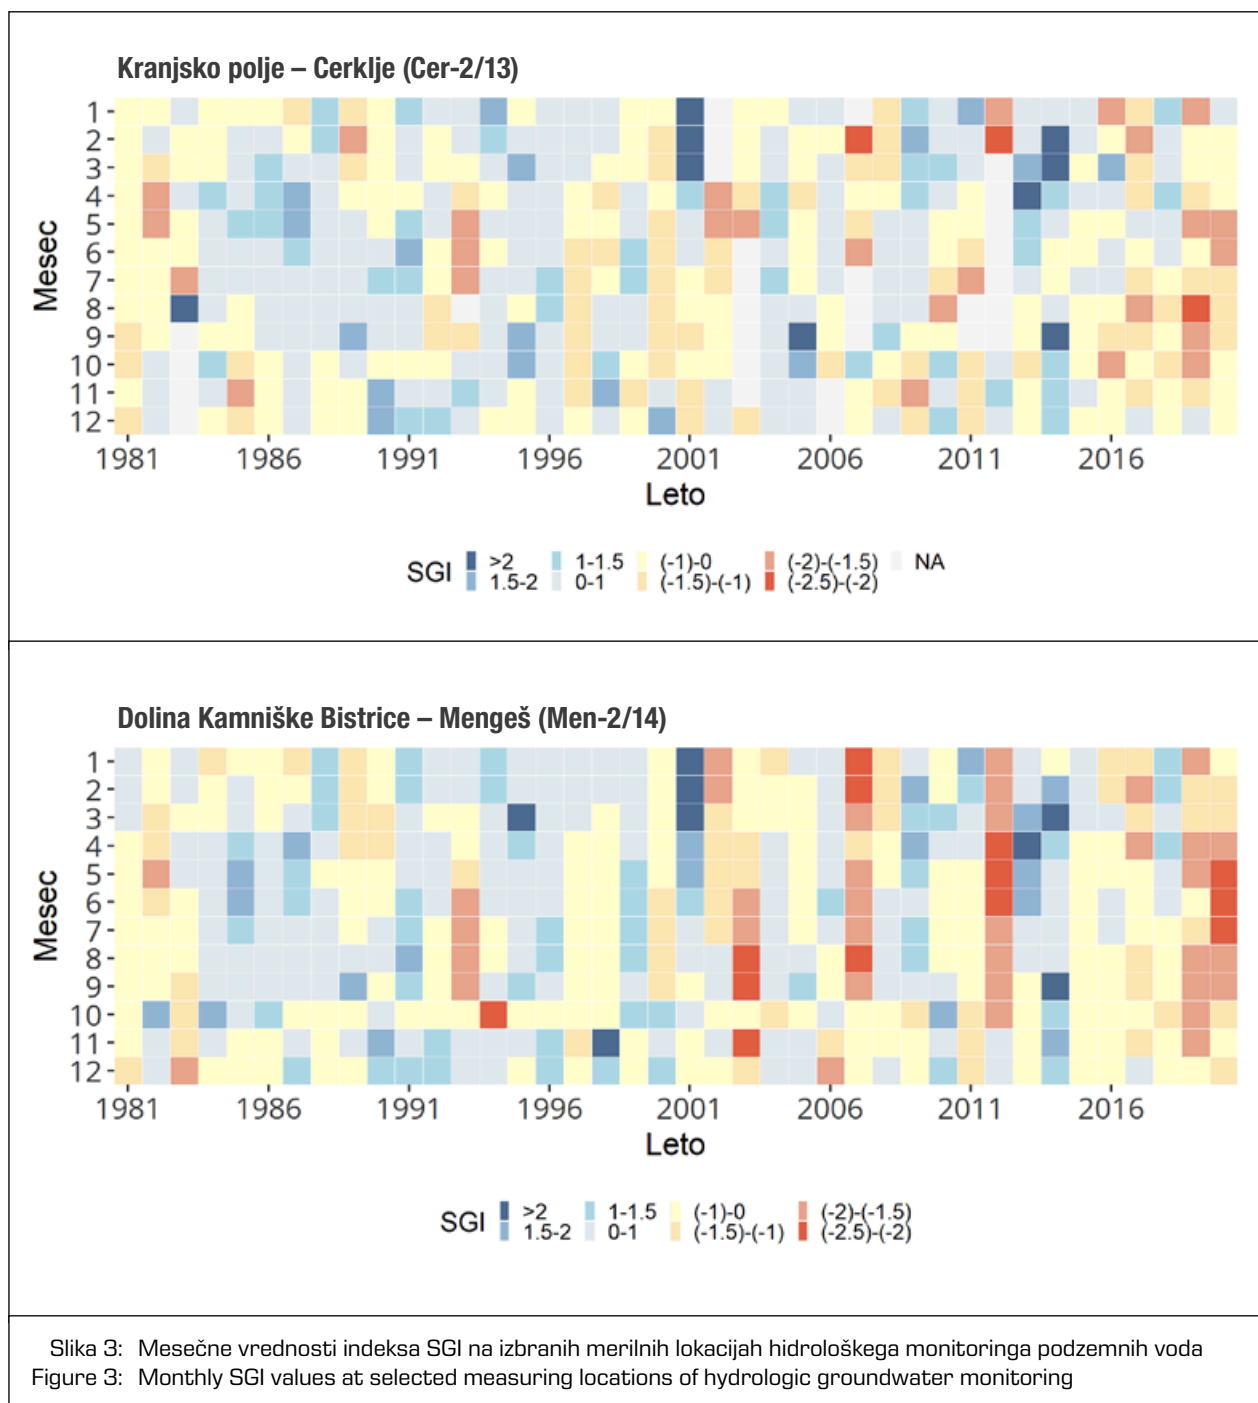 Kranjsko polje – Cerklje (Cer-2/13)
Mesec
1
2
3
4
5
6
7
8
9
10
11
12
1981 1986 1991 1996 2001 2006 2011 2016
Leto
SGI >2 1-1.5 (-1)-0 (-2)-(-1.5) NA
1.5-2 0-1 (-1.5)-(-1) (-2.5)-(-2)
Dolina Kamniške Bistrice – Mengeš (Men-2/14)
Mesec
1
2
3
4
5
6
7
8
9
10
11
12
1981 1986 1991 1996 2001 2006 2011 2016
Leto
SGI >2 1-1.5 (-1)-0 (-2)-(-1.5)
1.5-2 0-1 (-1.5)-(-1) (-2.5)-(-2)
Slika 3: Mesečne vrednosti indeksa SGI na izbranih merilnih lokacijah hidrološkega monitoringa podzemnih voda
Figure 3: Monthly SGI values at selected measuring locations of hydrologic groundwater monitoring